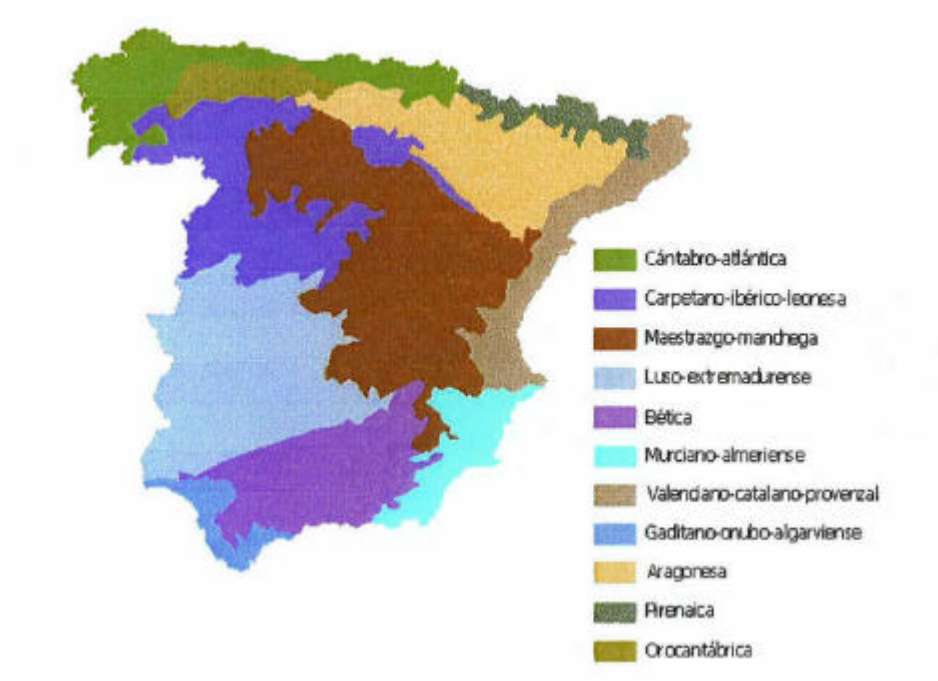 Cántabro-atlántica
Carpetano-ibérico-leonesa
Maestrazgo-manchega
Luso-extremadurense
Bética
Murciano-almeriense
Valenciano-catalano-provenzal
Gaditano-onubo-algarviense
Aragonesa
Pirenaica
Orocantábrica